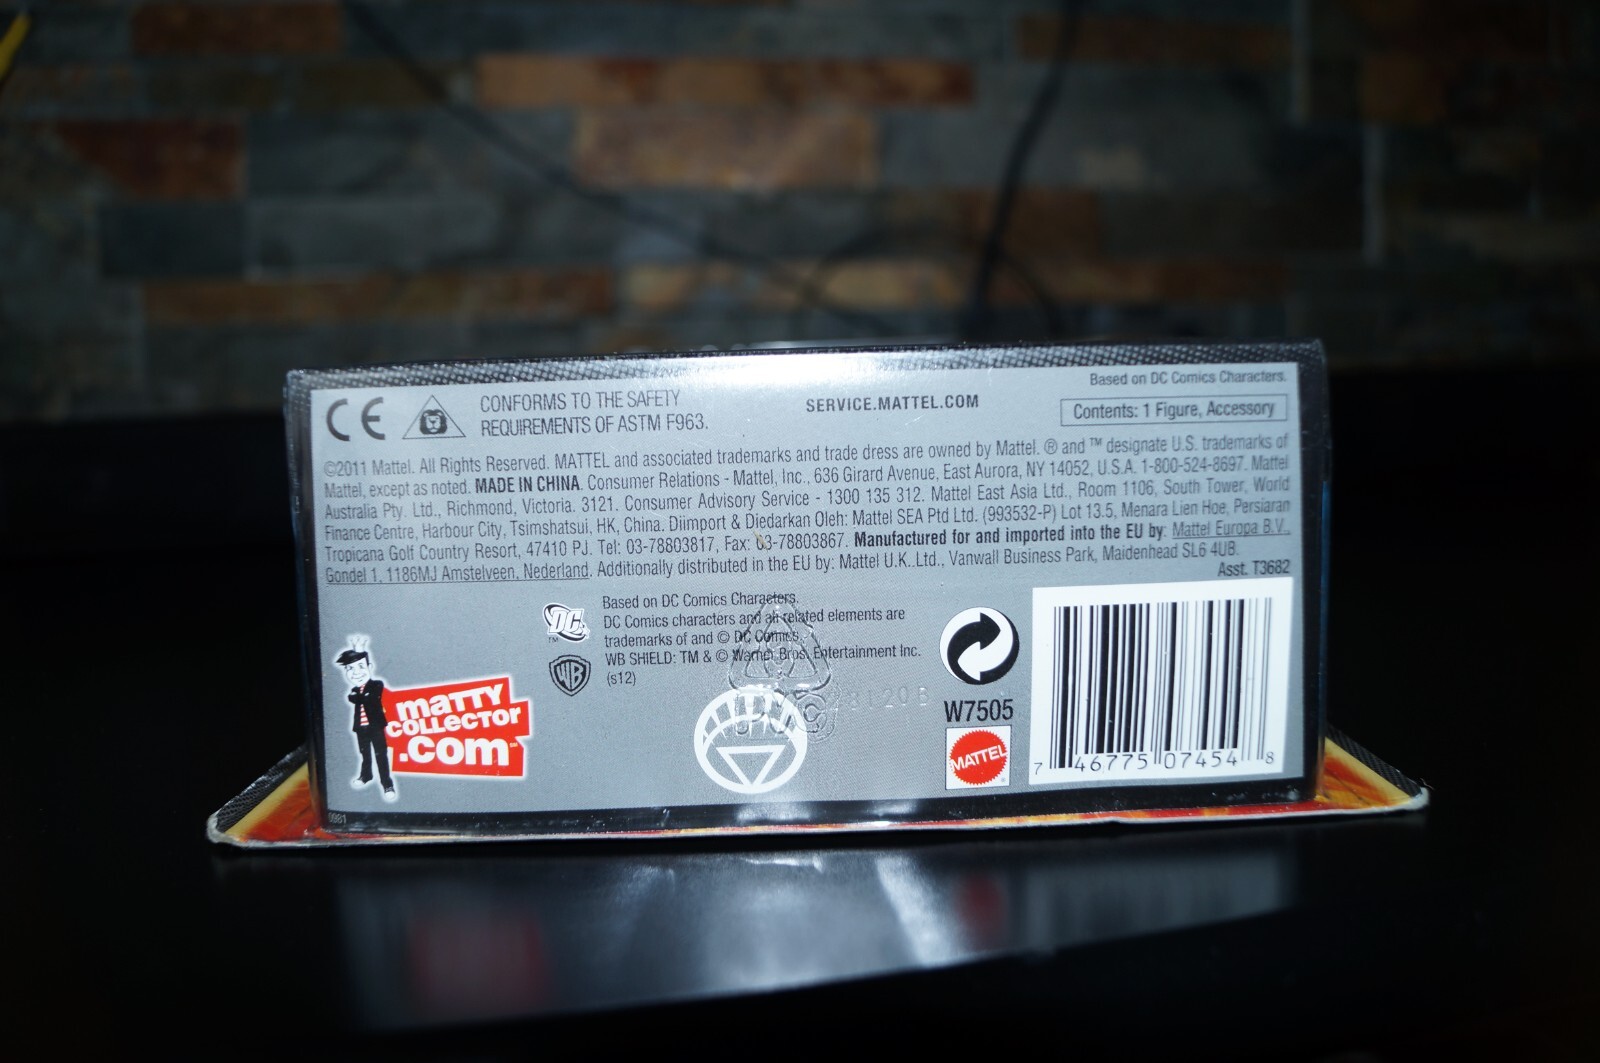 CE
CONFORMS TO THE SAFETY
REQUIREMENTS OF ASTM F963.
SERVICE.MATTEL.COM
Based on DC Comics Characters.
Contents: 1 Figure, Accessory
©2011 Mattel. All Rights Reserved. MATTEL and associated trademarks and trade dress are owned by Mattel. ® and ™ designate U.S. trademarks of
Mattel, except as noted. MADE IN CHINA. Consumer Relations - Mattel, Inc., 636 Girard Avenue, East Aurora, NY 14052, U.S.A. 1-800-524-8697. Mattel
Australia Pty. Ltd., Richmond, Victoria. 3121. Consumer Advisory Service - 1300 135 312. Mattel East Asia Ltd., Room 1106, South Tower, World
Finance Centre, Harbour City, Tsimshatsui, HK, China. Diimport & Diedarkan Oleh: Mattel SEA Ptd Ltd. (993532-P) Lot 13.5, Menara Lien Hoe, Persiaran
Tropicana Golf Country Resort, 47410 PJ. Tel: 03-78803817, Fax: 03-78803867. Manufactured for and imported into the EU by: Mattel Europa B.V.,
Gondel 1, 1186MJ Amstelveen, Nederland. Additionally distributed in the EU by: Mattel U.K. Ltd., Vanwall Business Park, Maidenhead SL6 4UB.
Asst. T3682
DC
TM
Based on DC Comics Characters.
DC Comics characters and all related elements are
trademarks of and © DC Comics.
WB SHIELD: TM & © Warner Bros. Entertainment Inc.
(s12)
WB
MATTY
COLLECTOR
.com
W7505
MATTEL
7 46775 07454 8
0981